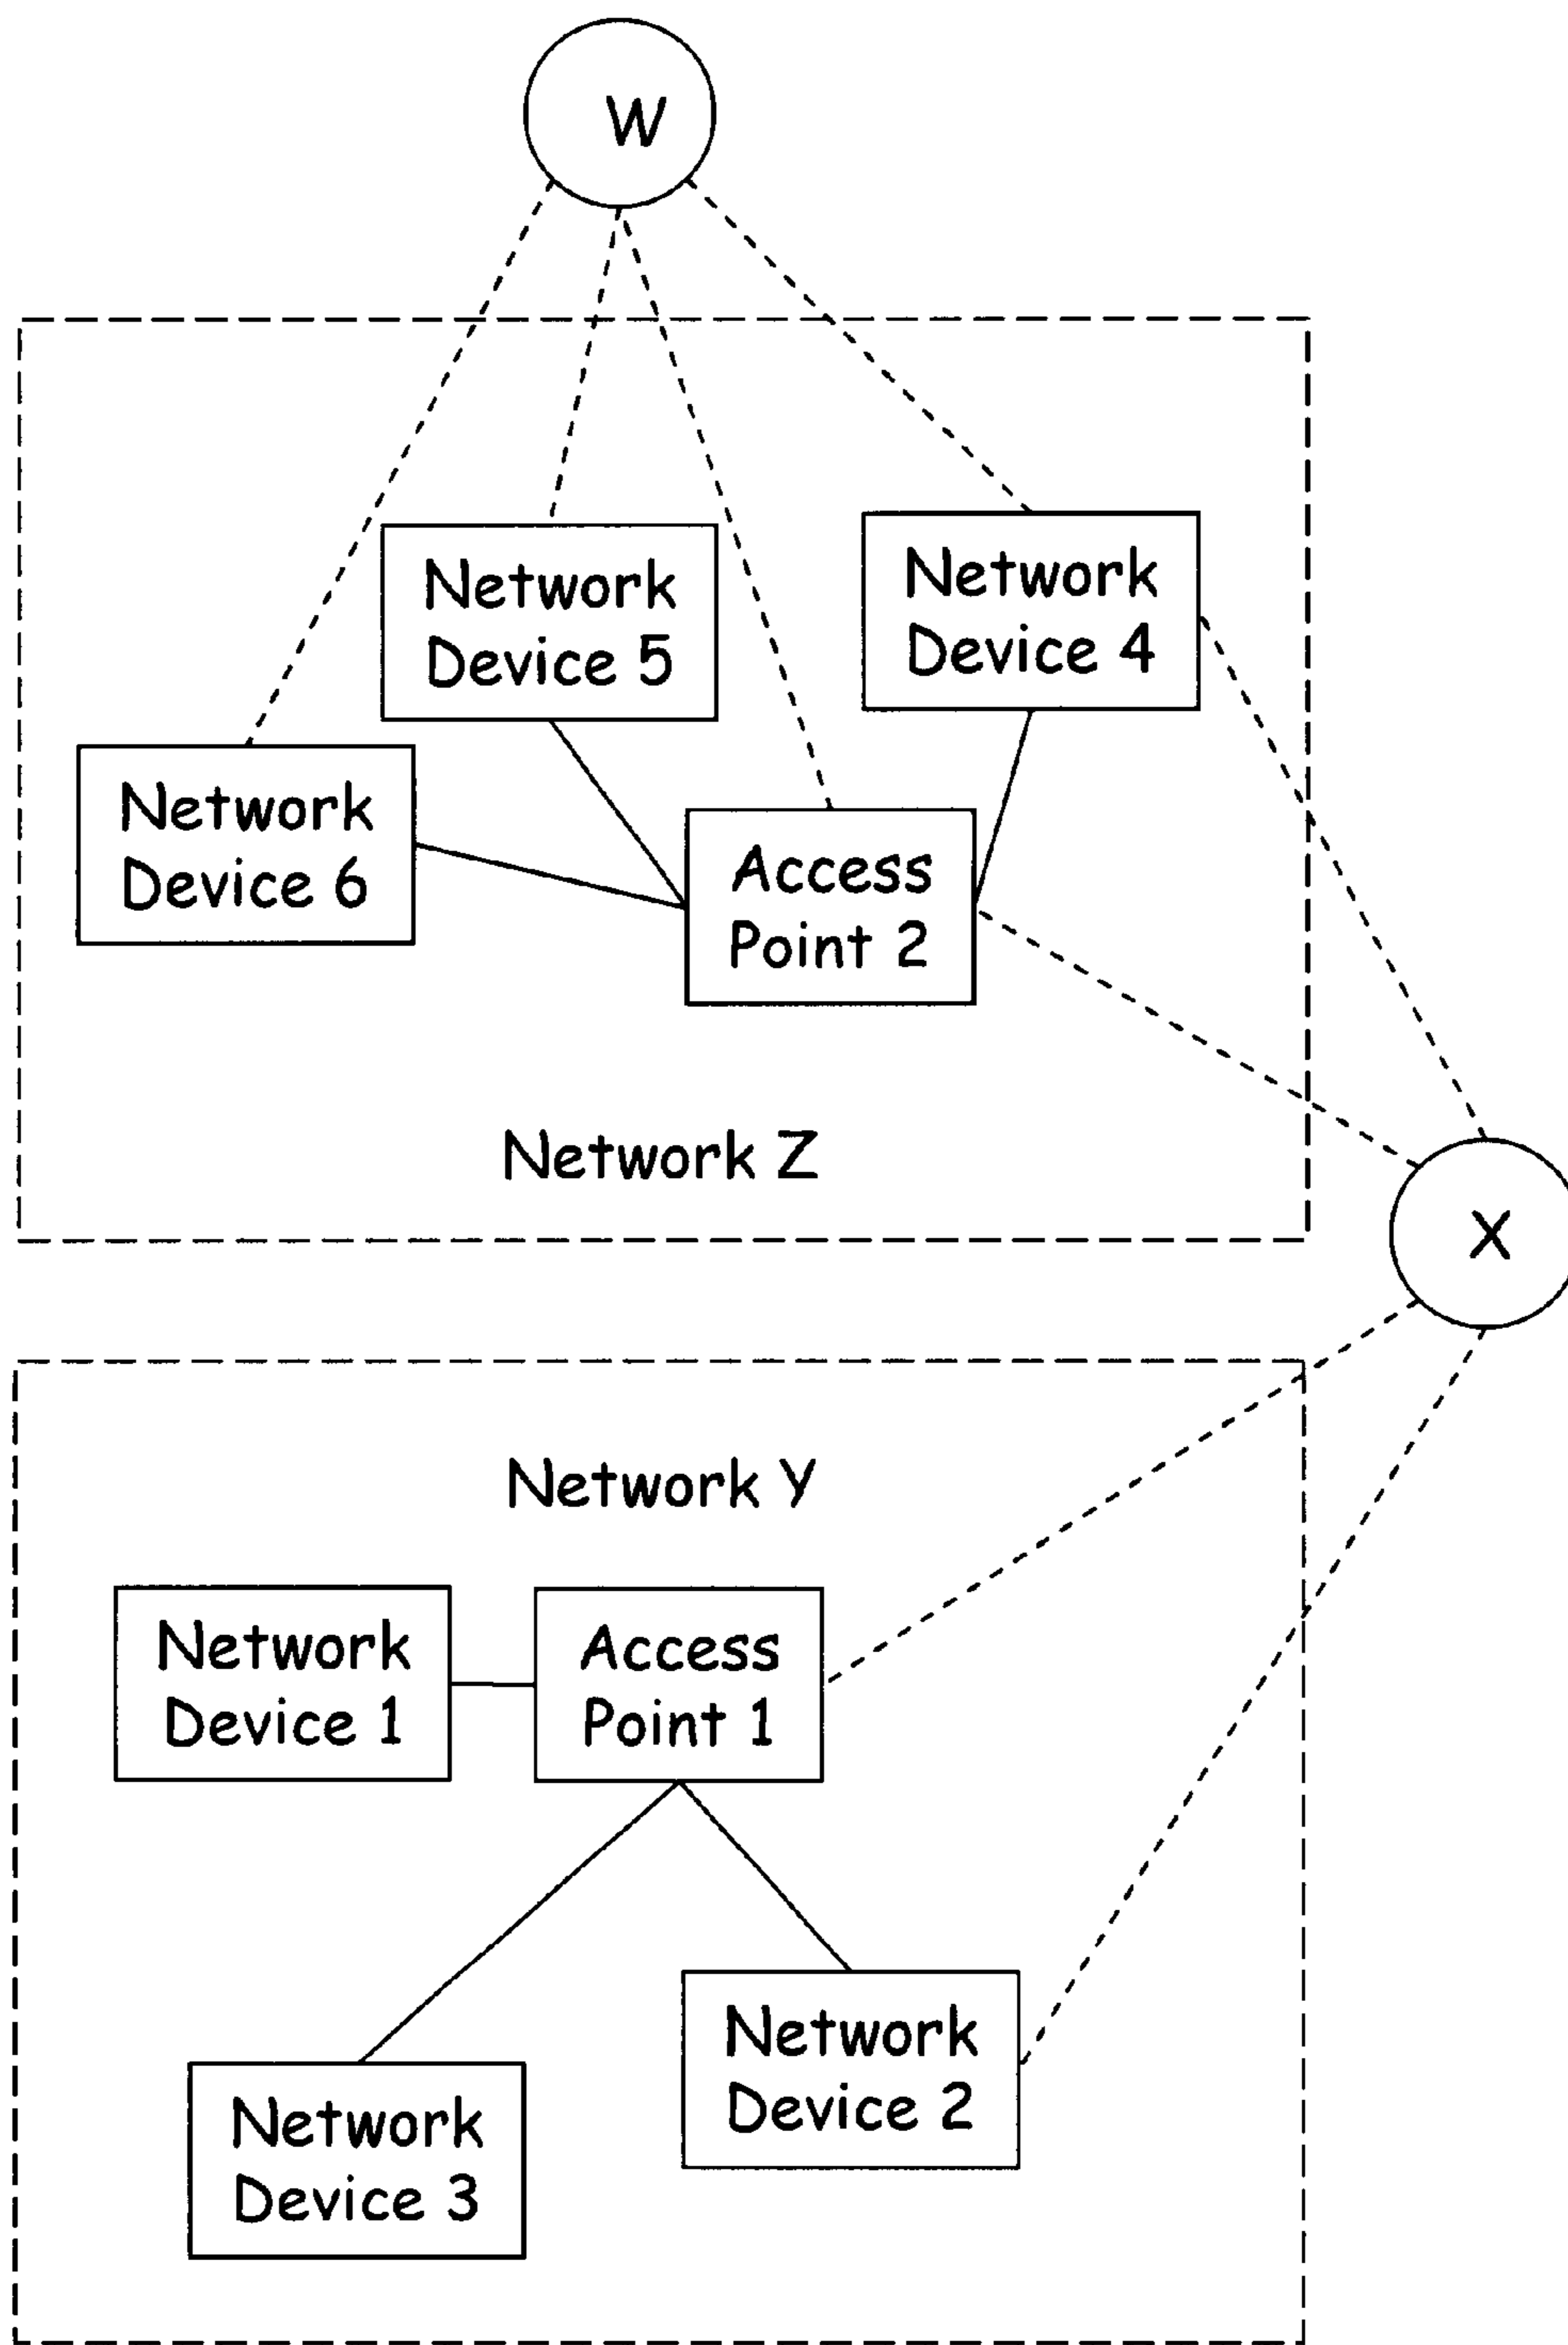 W
Network
Device 5
Network
Device 4
Network
Device 6
Access
Point 2
Network Z
X
Network Y
Network
Device 1
Access
Point 1
Network
Device 2
Network
Device 3